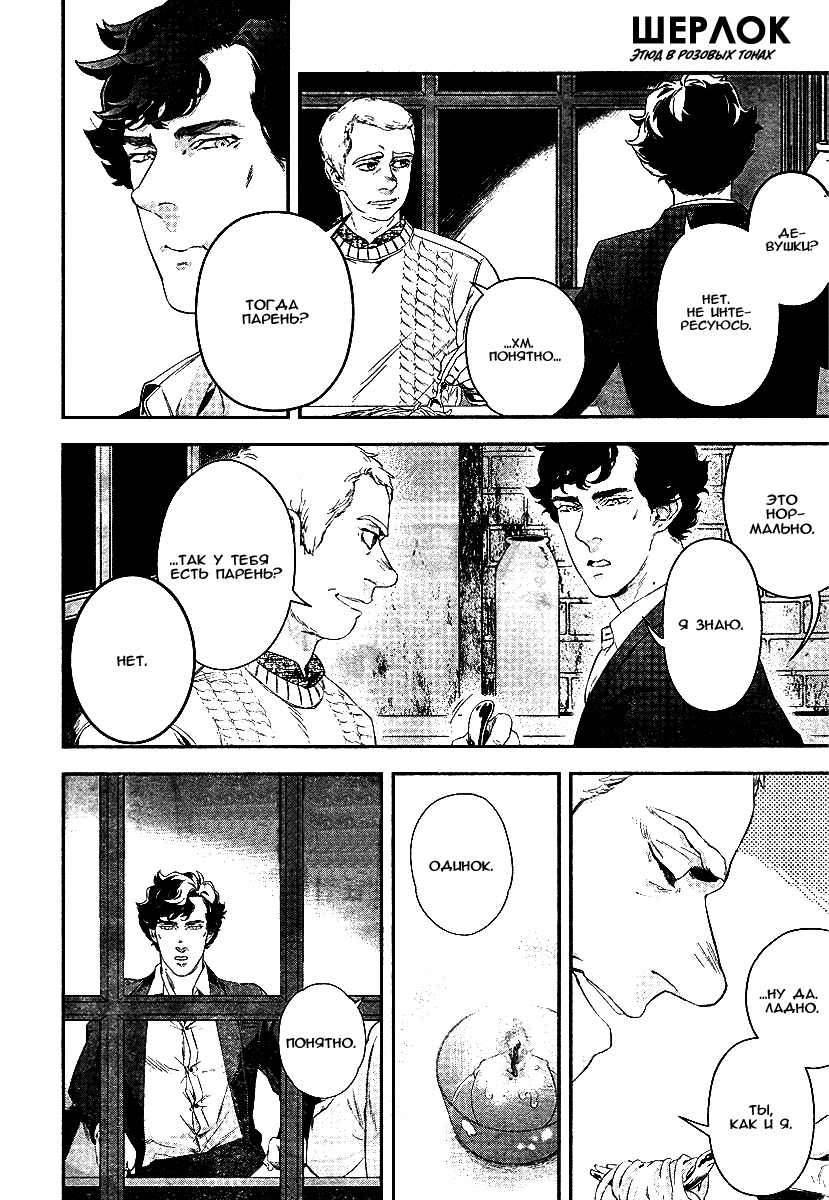 ШЕРЛОК
ЭТЮД В РОЗОВЫХ ТОНАХ
ДЕ-
ВУШКИ?
НЕТ.
НЕ ИНТЕ-
РЕСУЮСЬ.
...ХМ.
ПОНЯТНО...
ТОГДА
ПАРЕНЬ?
ЭТО
НОР-
МАЛЬНО.
Я ЗНАЮ.
...ТАК У ТЕБЯ
ЕСТЬ ПАРЕНЬ?
НЕТ.
...НУ ДА.
ЛАДНО.
ТЫ,
КАК И Я.
ОДИНОК.
ПОНЯТНО.